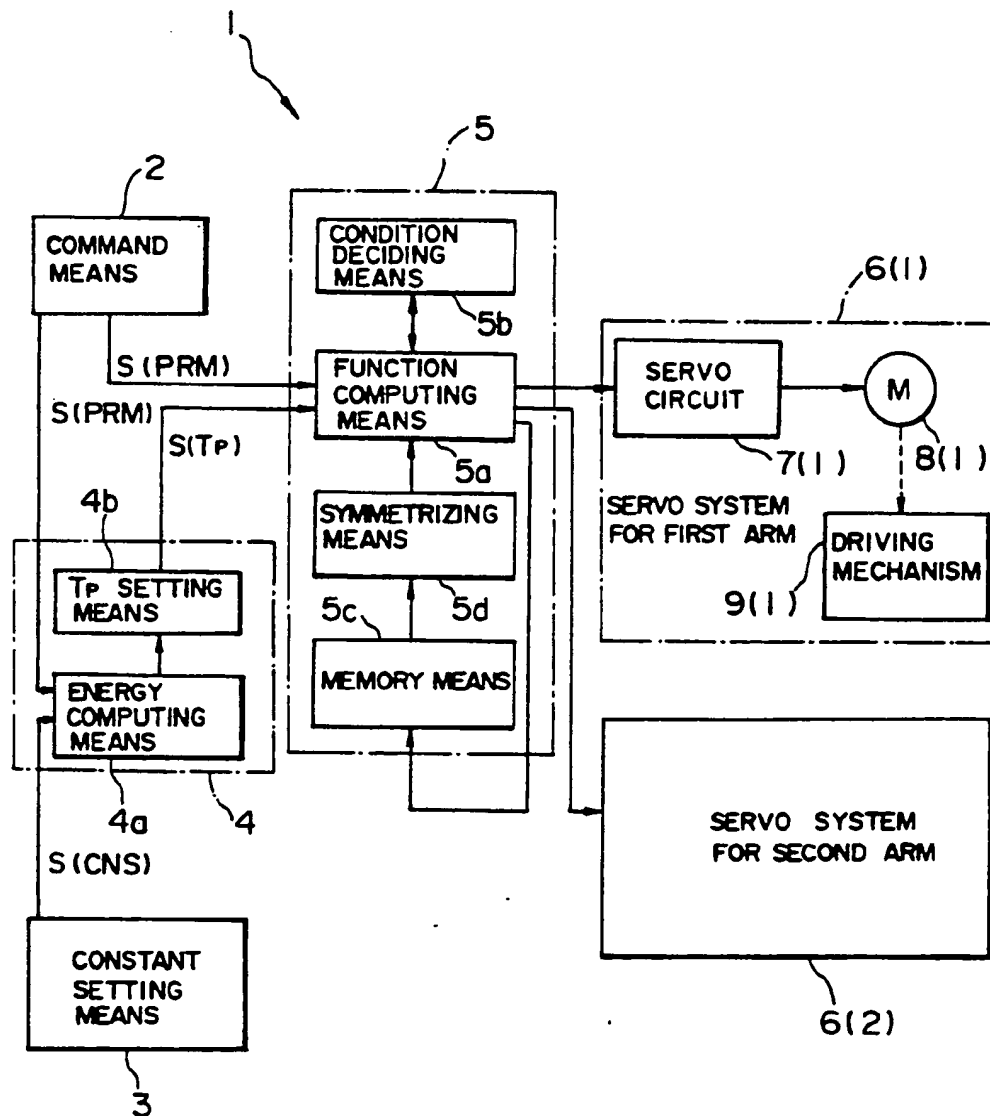 1
5
2
COMMAND
MEANS
CONDITION
DECIDING
MEANS
5b
6(1)
S(PRM)
S(PRM)
S(TP)
FUNCTION
COMPUTING
MEANS
5a
SERVO
CIRCUIT
7(1)
M
8(1)
4b
SYMMETRIZING
MEANS
5d
SERVO SYSTEM
FOR FIRST ARM
DRIVING
MECHANISM
9(1)
TP SETTING
MEANS
5c
MEMORY MEANS
ENERGY
COMPUTING
MEANS
4a
4
S(CNS)
SERVO SYSTEM
FOR SECOND ARM
6(2)
CONSTANT
SETTING
MEANS
3